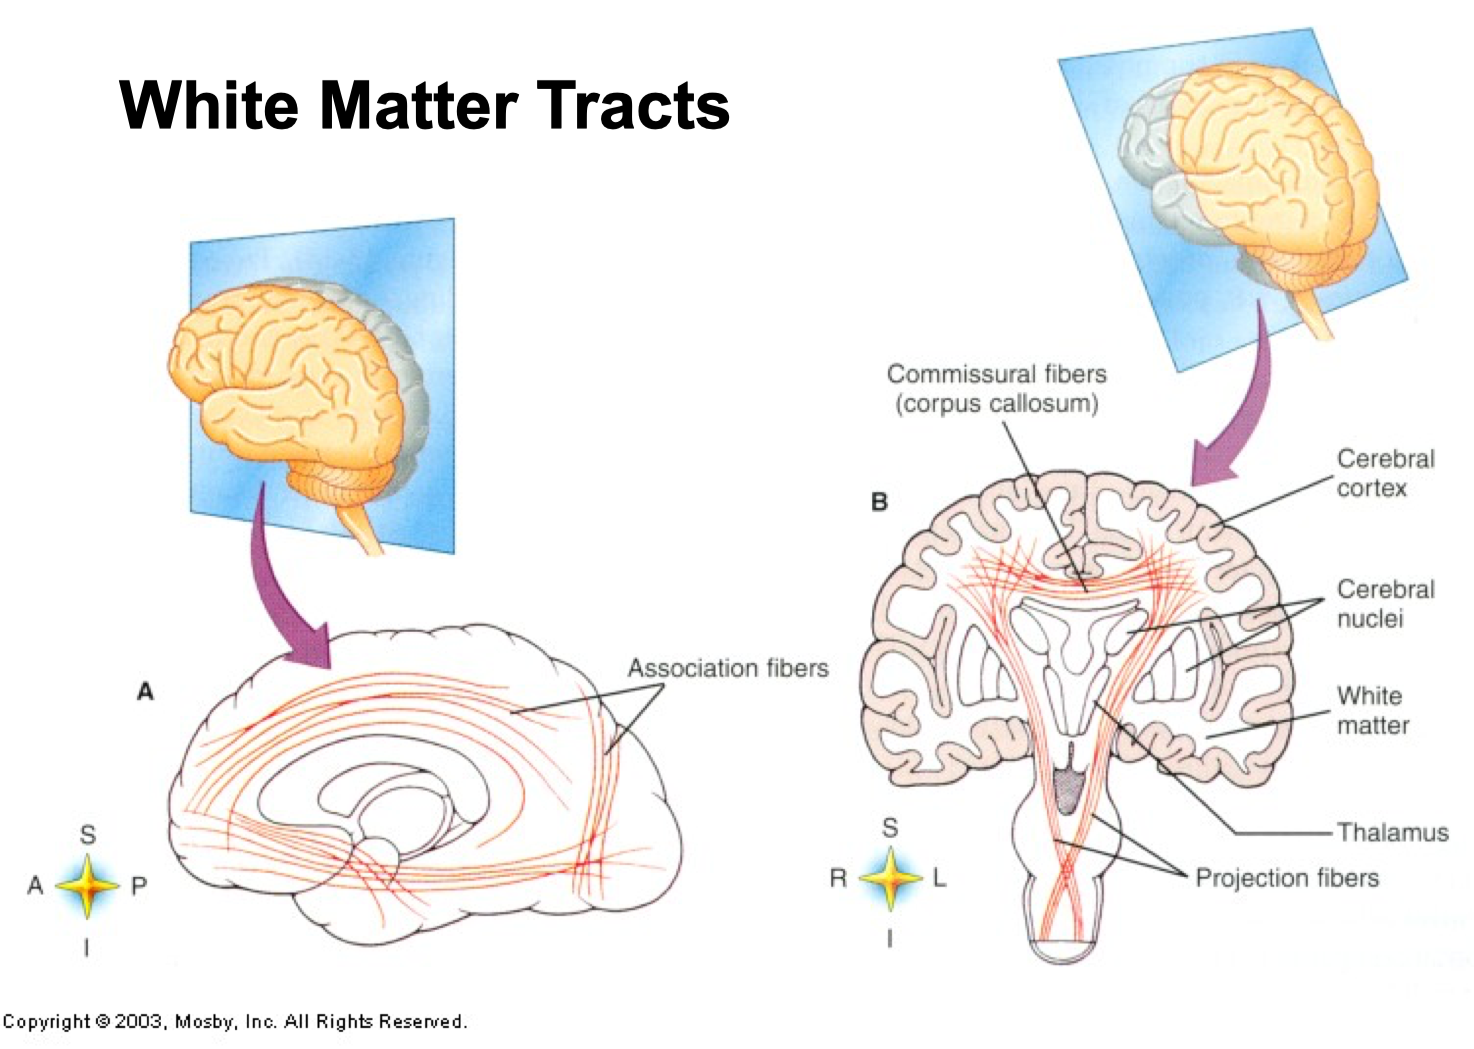 White Matter Tracts
Commissural fibers
(corpus callosum)
Cerebral
cortex
B
Cerebral
nuclei
Association fibers
A
White
matter
S
A
P
I
S
R
L
I
Thalamus
Projection fibers
Copyright © 2003, Mosby, Inc. All Rights Reserved.